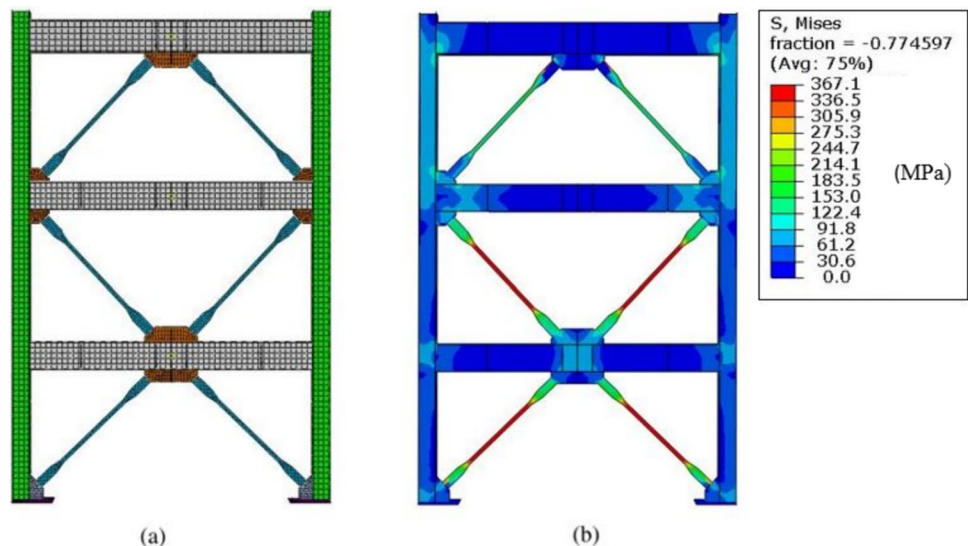 S, Mises
fraction = -0.774597
(Avg: 75%)
367.1
336.5
305.9
275.3
244.7
214.1
183.5
153.0
122.4
91.8
61.2
30.6
0.0
(MPa)
(a)
(b)